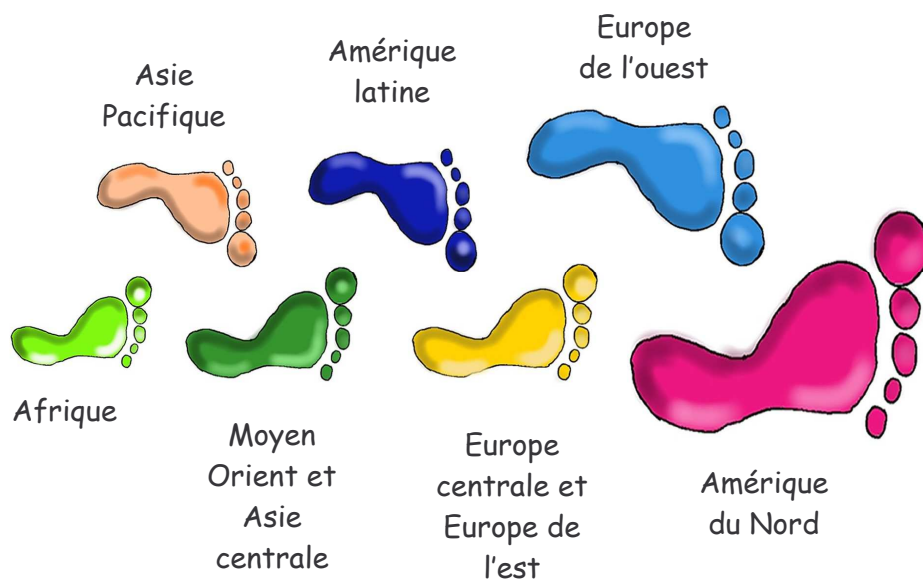 Asie
Pacifique
Amérique
latine
Europe
de l'ouest
Afrique
Moyen
Orient et
Asie
centrale
Europe
centrale et
Europe de
l'est
Amérique
du Nord